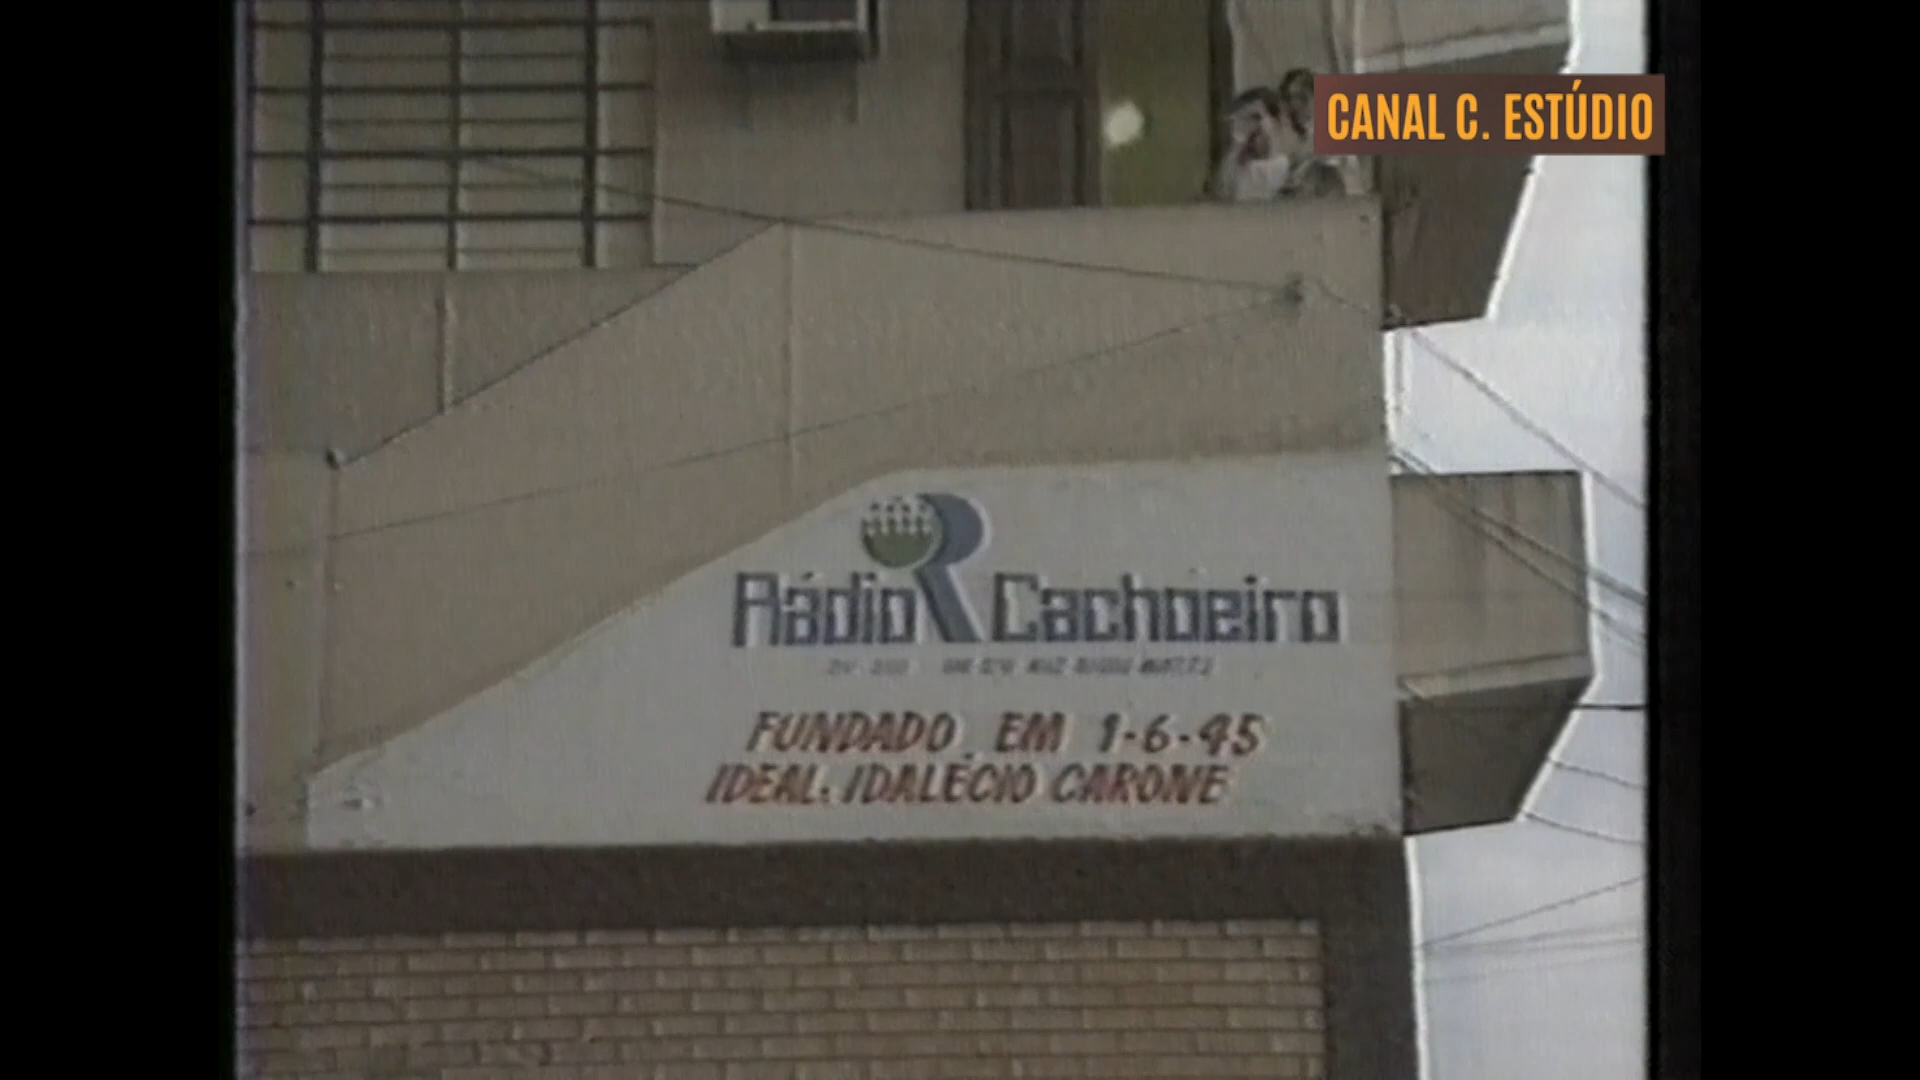 CANAL C. ESTÚDIO
Rádio Cachoeiro
FUNDADO EM 1-6-45
IDEAL. IDALÉCIO CARONE